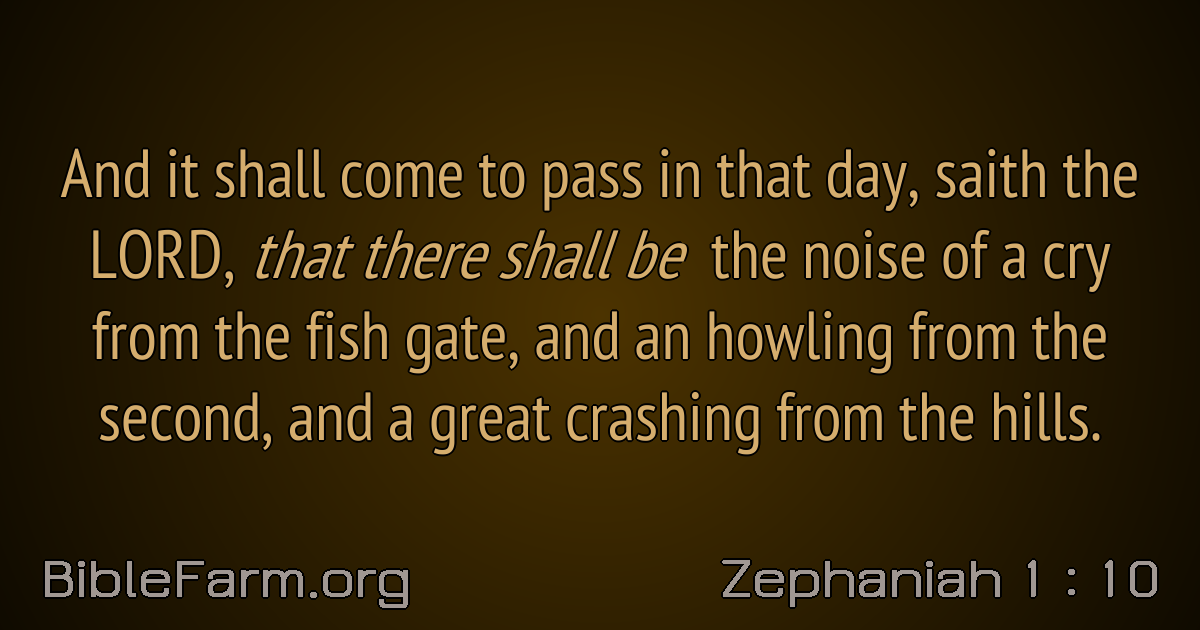 And it shall come to pass in that day, saith the
LORD, that there shall be the noise of a cry
from the fish gate, and an howling from the
second, and a great crashing from the hills.
BibleFarm.org
Zephaniah 1 : 10